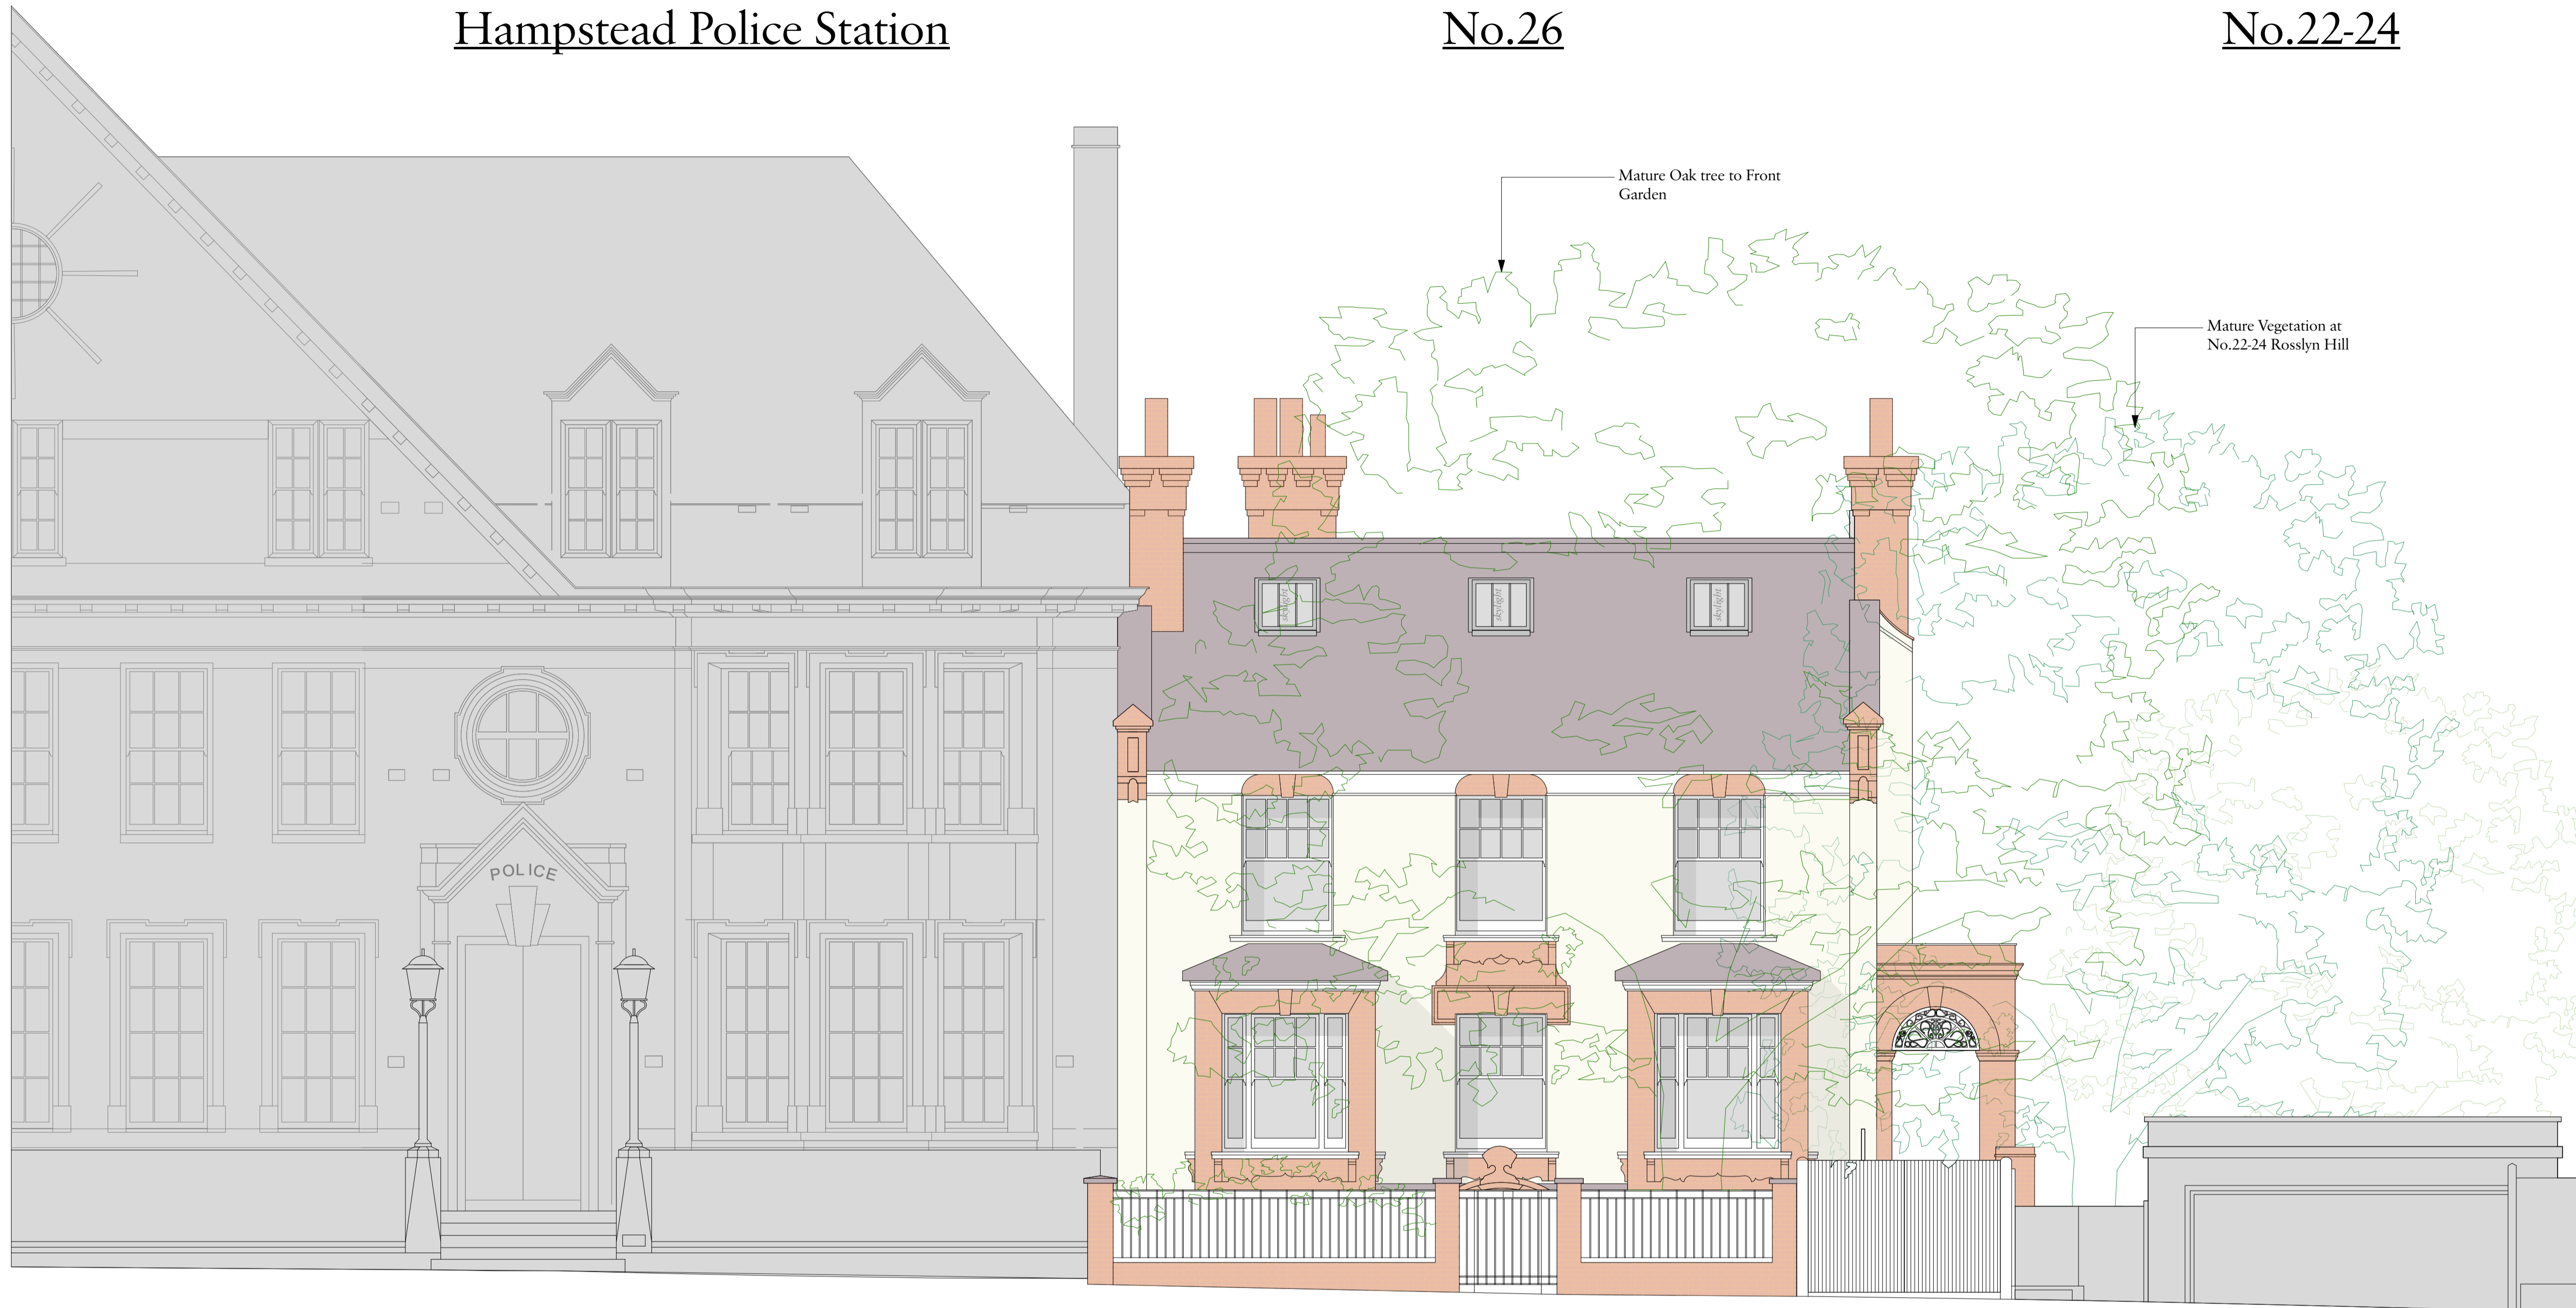 Hampstead Police Station
No.26
No.22-24
Mature Oak tree to Front
Garden
Mature Vegetation at
No.22-24 Rosslyn Hill
skylight
skylight
skylight
POLICE